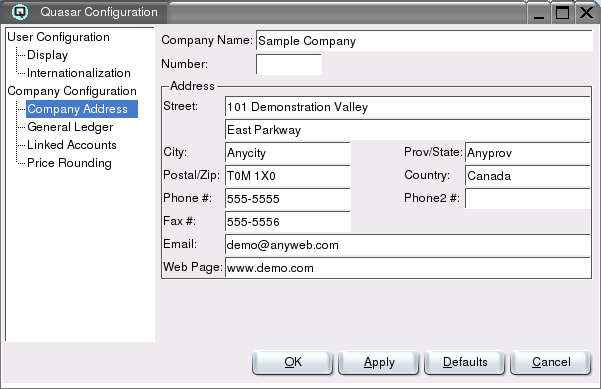 Quasar Configuration
User Configuration
Display
Internationalization
Company Configuration
Company Address
General Ledger
Linked Accounts
Price Rounding
Company Name: Sample Company
Number:
Address
Street: 101 Demonstration Valley
East Parkway
City: Anycity Prov/State: Anyprov
Postal/Zip: T0M 1X0 Country: Canada
Phone #: 555-5555 Phone2 #:
Fax #: 555-5556
Email: demo@anyweb.com
Web Page: www.demo.com
OK Apply Defaults Cancel